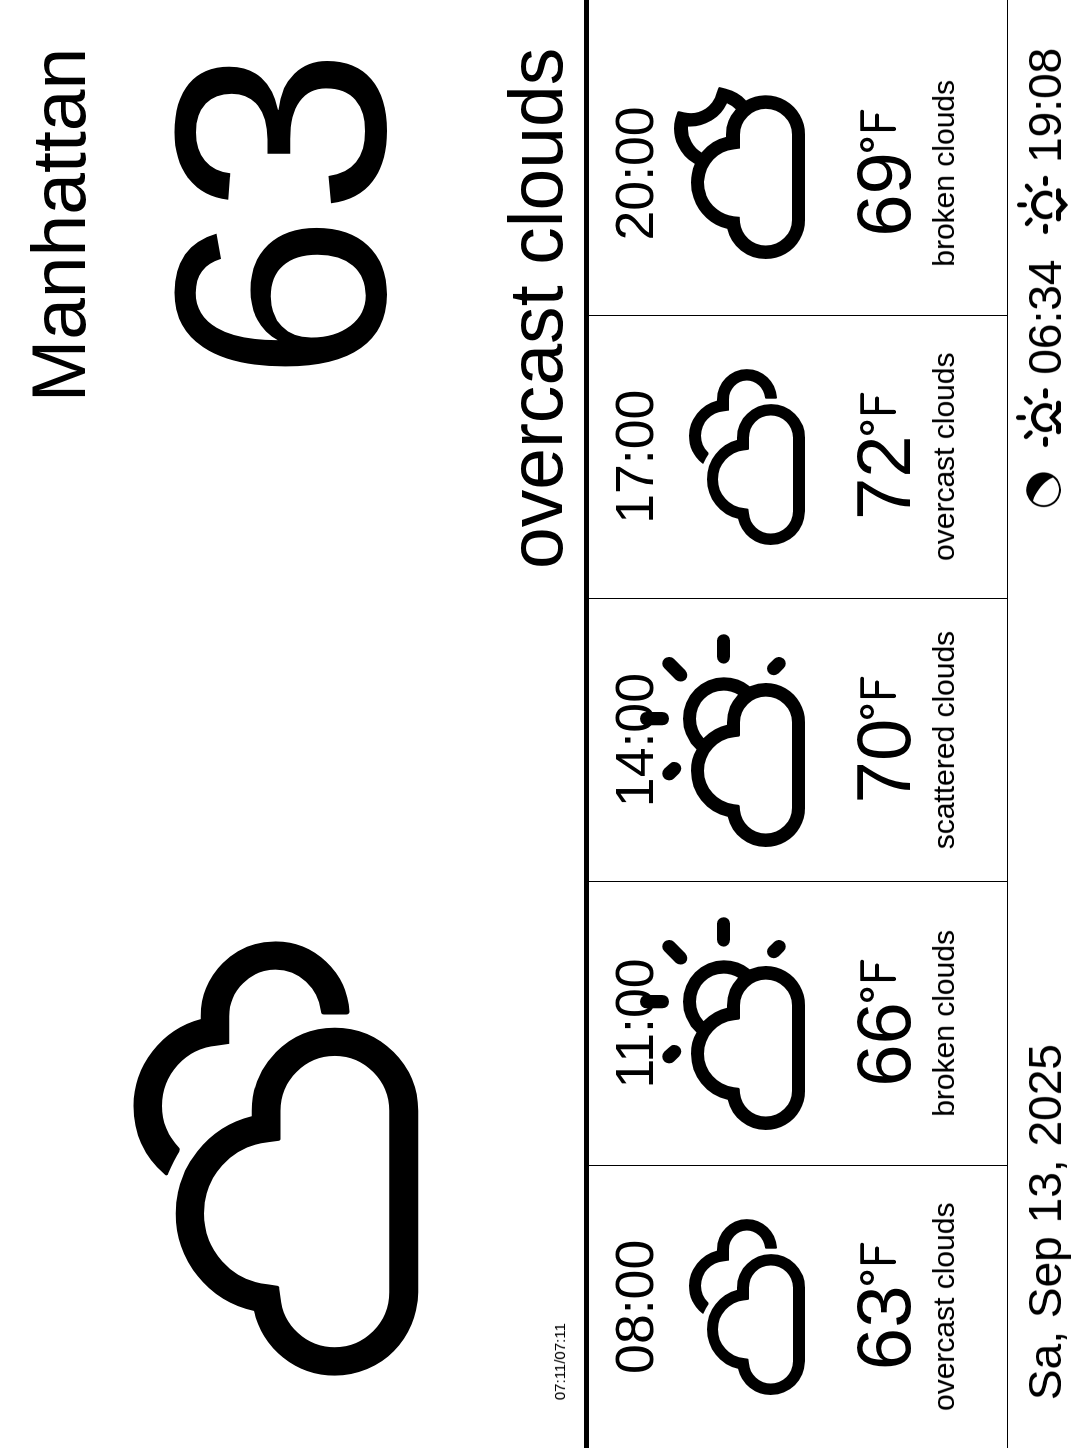 Manhattan
63
overcast clouds
07:11/07:11
08:00
63°F
overcast clouds
11:00
66°F
broken clouds
14:00
70°F
scattered clouds
17:00
72°F
overcast clouds
20:00
69°F
broken clouds
Sa, Sep 13, 2025
06:34 19:08